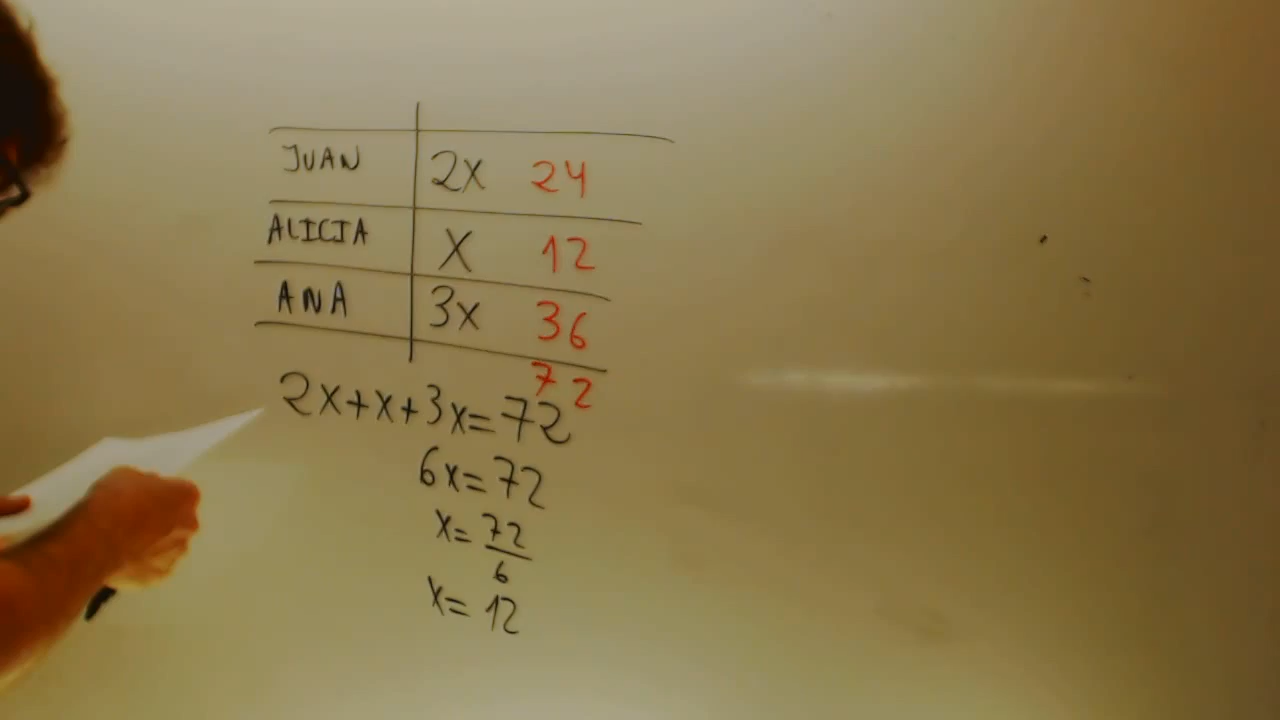 JUAN 2x 24
ALICIA x 12
ANA 3x 36
72
2x+x+3x=72
6x=72
x=72/6
x=12